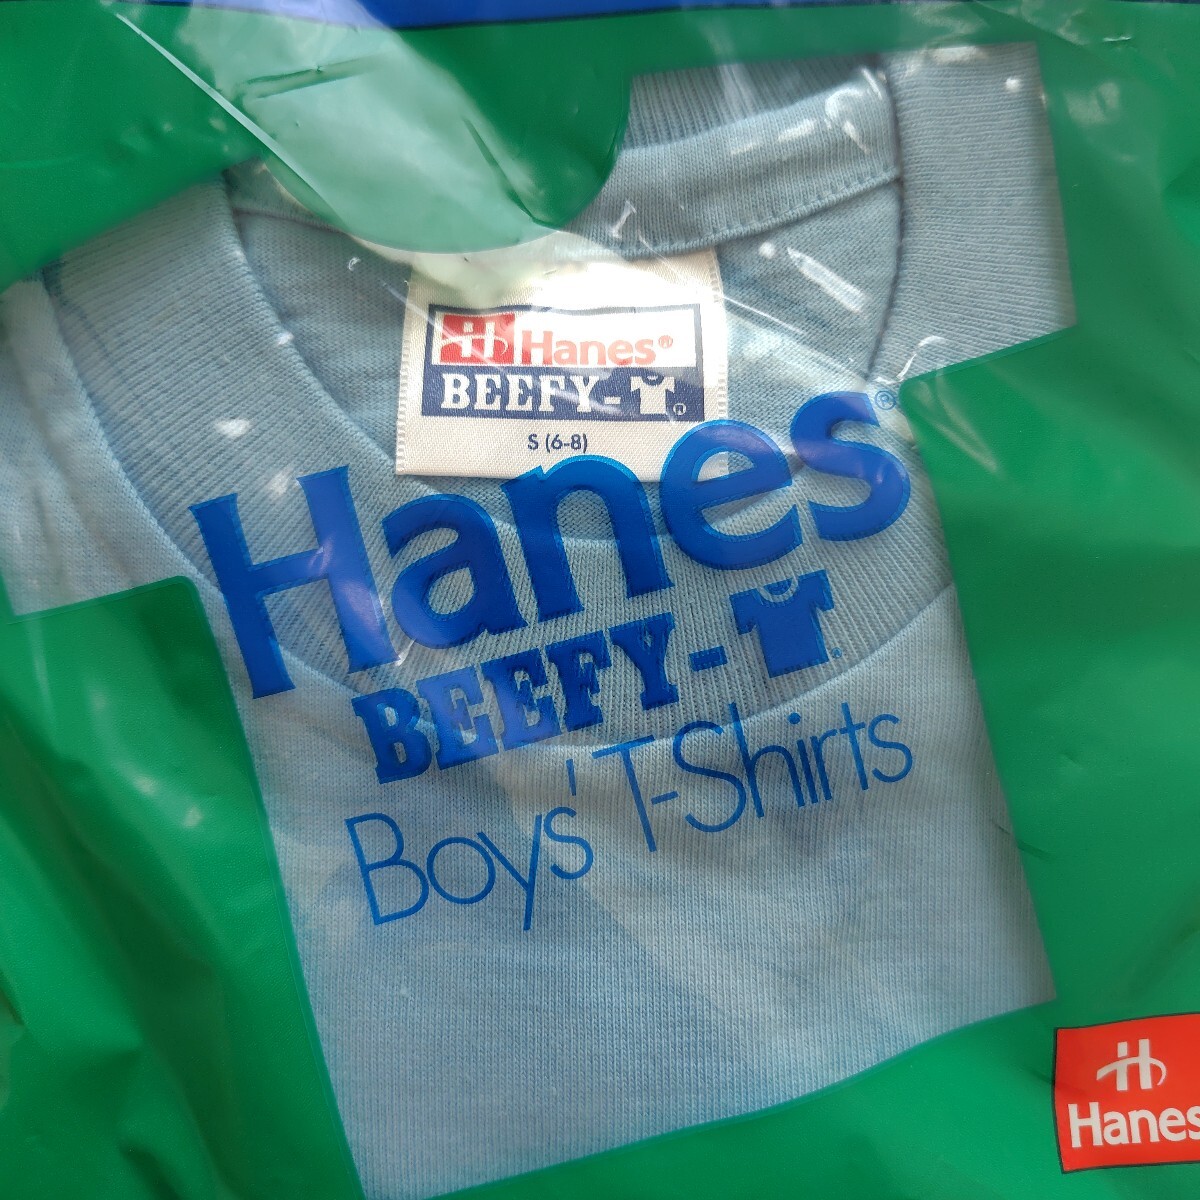 Hanes®
BEEFY-T®
S (6-8)
Hanes®
BEEFY-T®
Boys' T-Shirts
Hanes